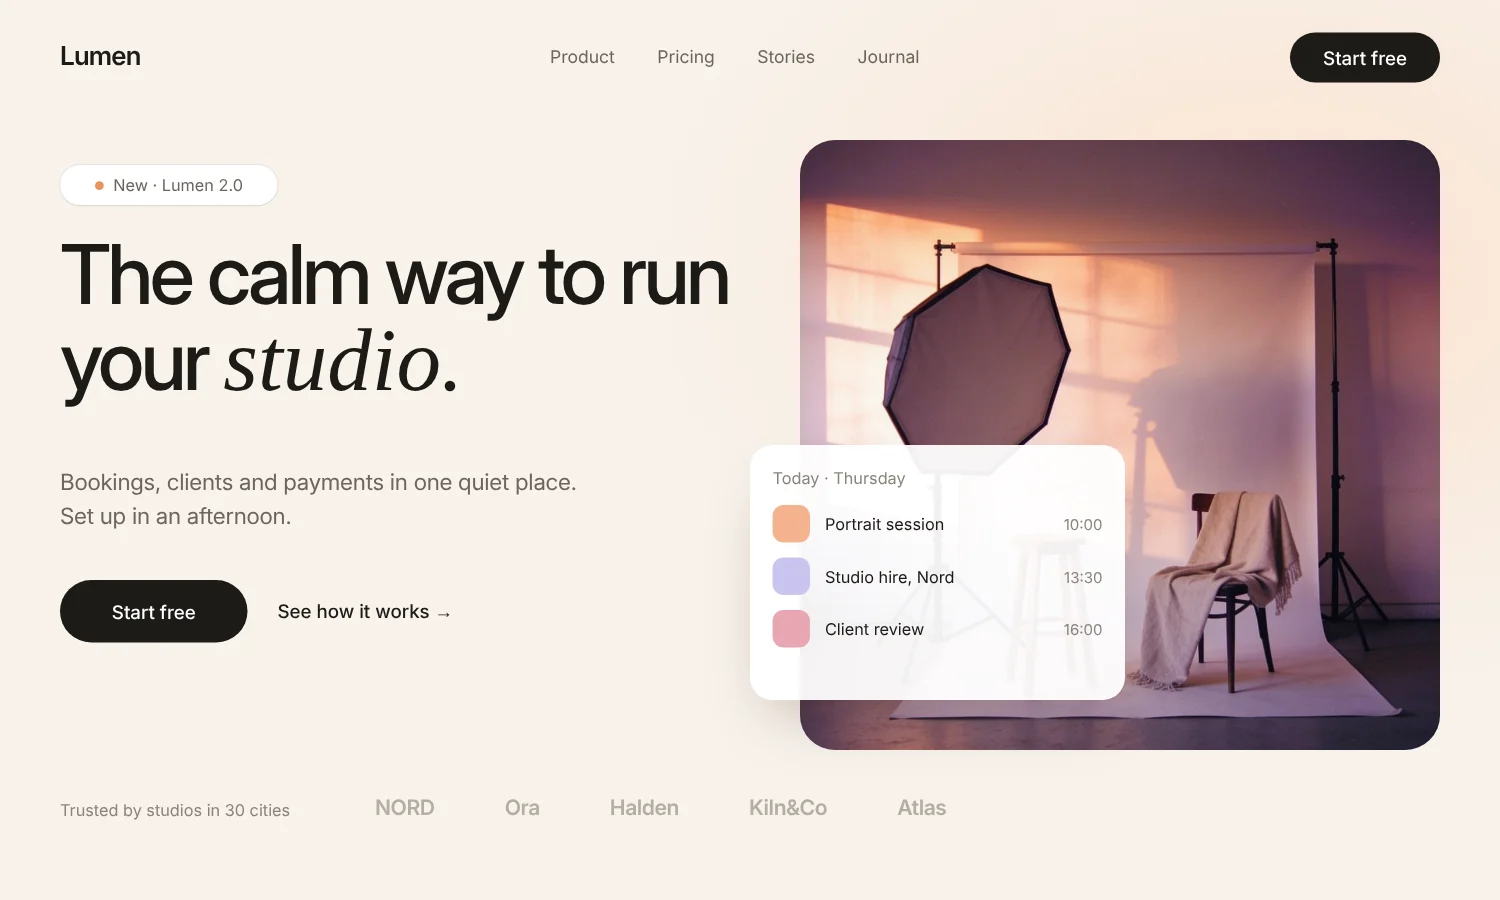 Lumen
Product
Pricing
Stories
Journal
Start free
New · Lumen 2.0
The calm way to run
your studio.
Bookings, clients and payments in one quiet place.
Set up in an afternoon.
Start free
See how it works →
Today · Thursday
Portrait session 10:00
Studio hire, Nord 13:30
Client review 16:00
Trusted by studios in 30 cities
NORD
Ora
Halden
Kiln&Co
Atlas